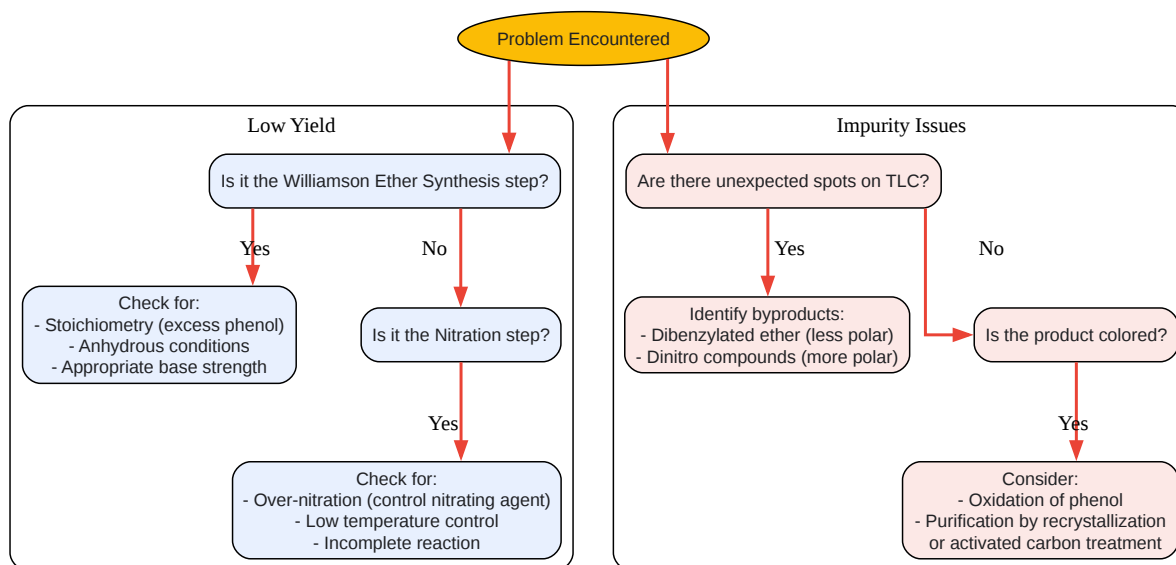 Problem Encountered
Low Yield
Is it the Williamson Ether Synthesis step?
Yes
No
Check for:
- Stoichiometry (excess phenol)
- Anhydrous conditions
- Appropriate base strength
Is it the Nitration step?
Yes
Check for:
- Over-nitration (control nitrating agent)
- Low temperature control
- Incomplete reaction
Impurity Issues
Are there unexpected spots on TLC?
Yes
No
Identify byproducts:
- Dibenzylated ether (less polar)
- Dinitro compounds (more polar)
Is the product colored?
Yes
Consider:
- Oxidation of phenol
- Purification by recrystallization
or activated carbon treatment